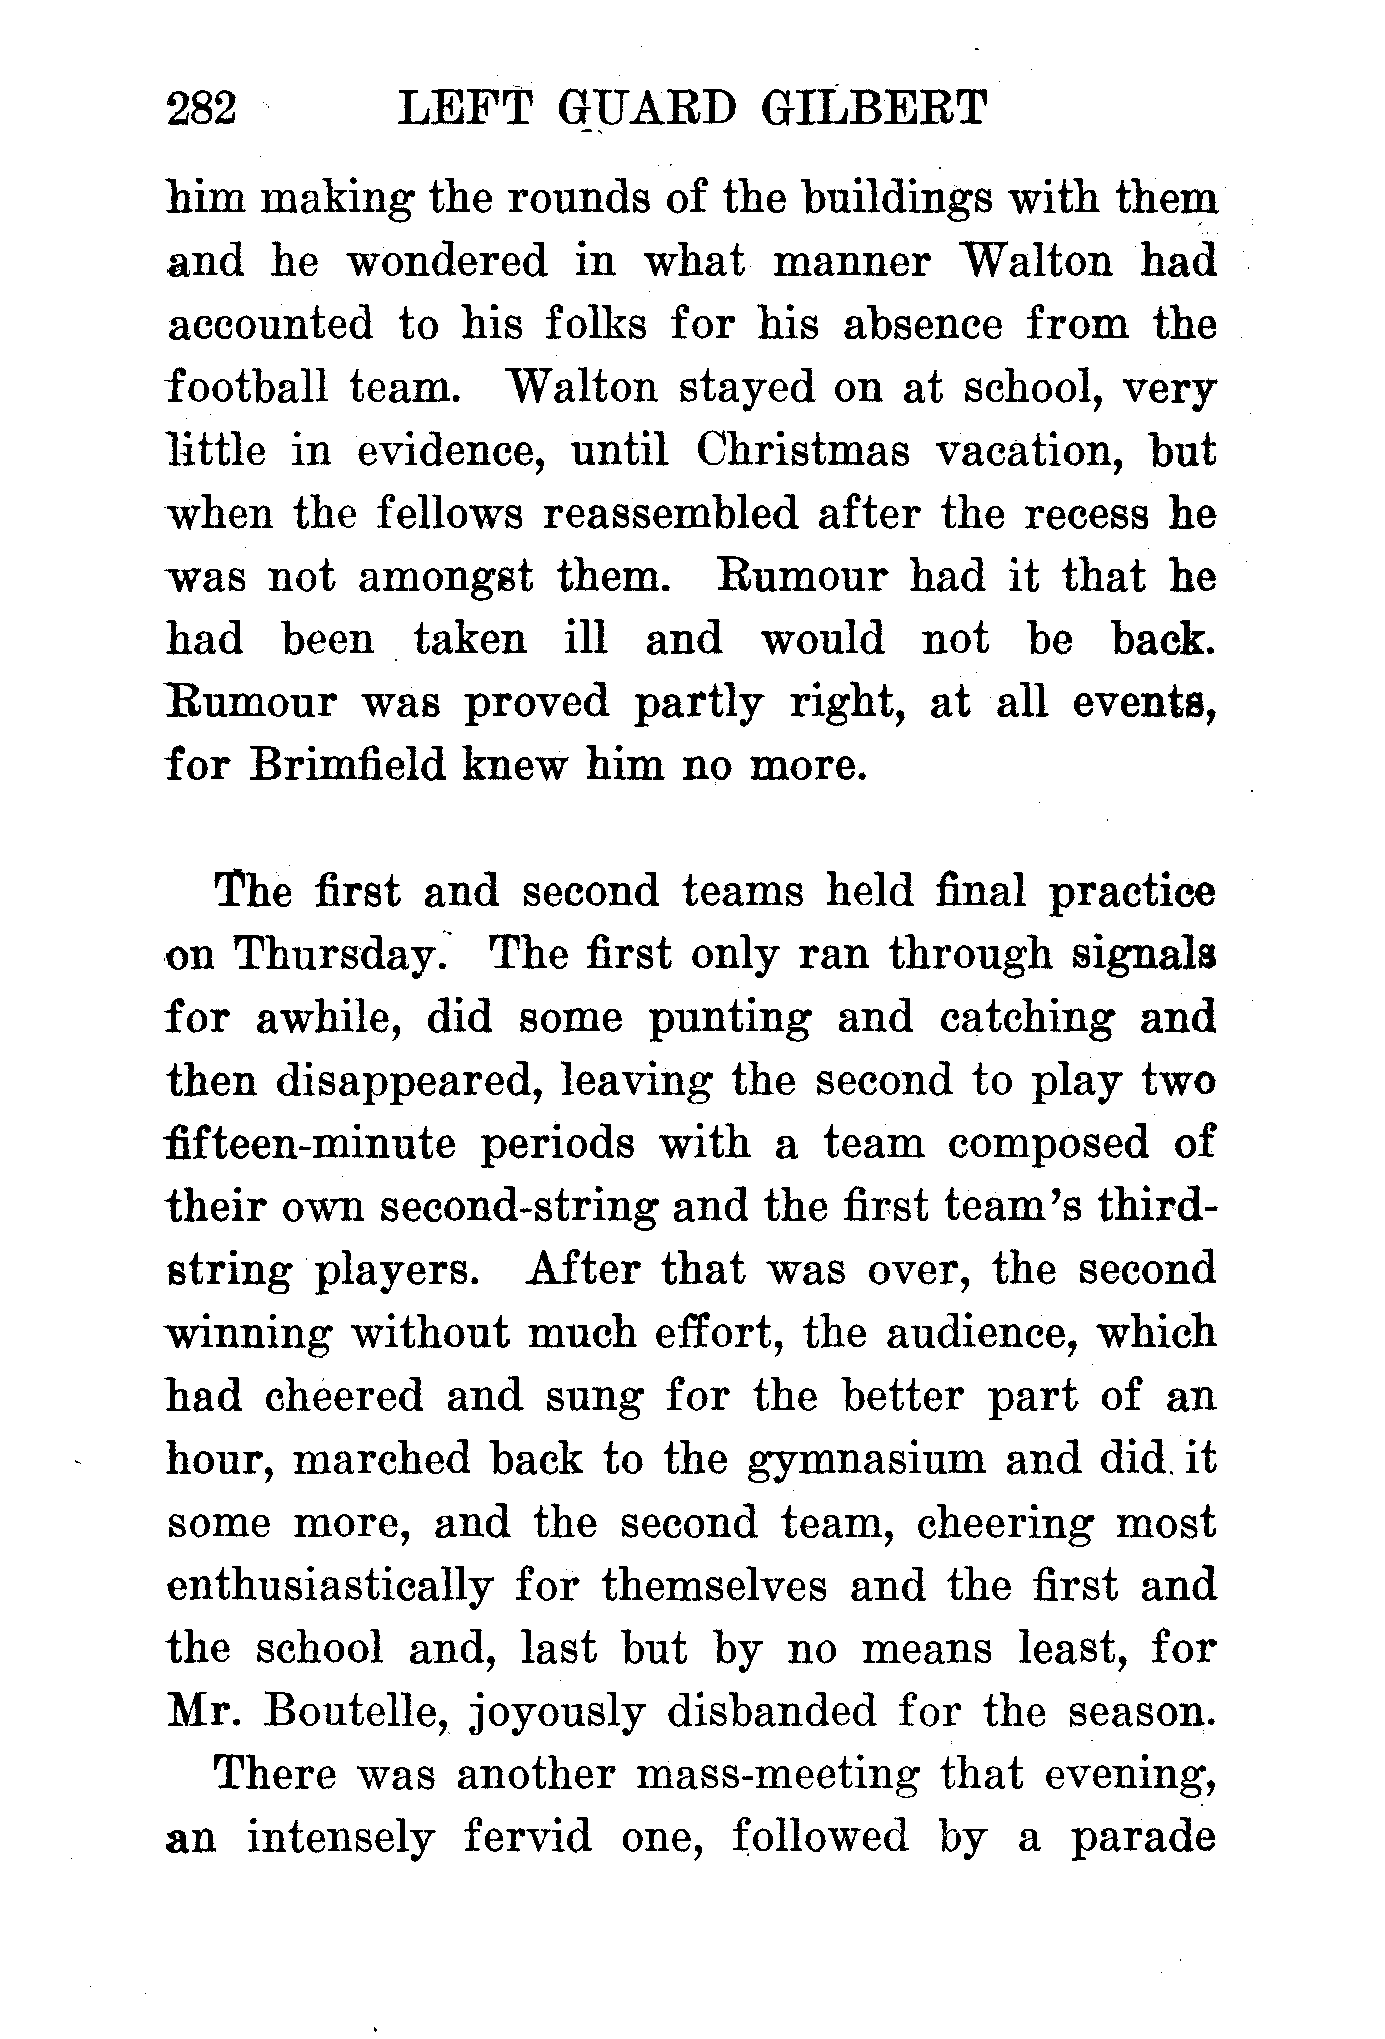 282 LEFT GUARD GILBERT
him making the rounds of the buildings with them
and he wondered in what manner Walton had
accounted to his folks for his absence from the
football team. Walton stayed on at school, very
little in evidence, until Christmas vacation, but
when the fellows reassembled after the recess he
was not amongst them. Rumour had it that he
had been taken ill and would not be back.
Rumour was proved partly right, at all events,
for Brimfield knew him no more.
The first and second teams held final practice
on Thursday. The first only ran through signals
for awhile, did some punting and catching and
then disappeared, leaving the second to play two
fifteen-minute periods with a team composed of
their own second-string and the first team's third-
string players. After that was over, the second
winning without much effort, the audience, which
had cheered and sung for the better part of an
hour, marched back to the gymnasium and did it
some more, and the second team, cheering most
enthusiastically for themselves and the first and
the school and, last but by no means least, for
Mr. Boutelle, joyously disbanded for the season.
There was another mass-meeting that evening,
an intensely fervid one, followed by a parade